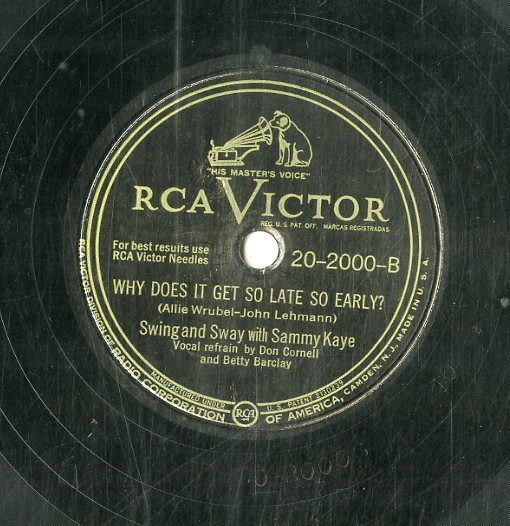 "HIS MASTER'S VOICE"
RCA VICTOR
REG. U. S. PAT. OFF. MARCAS REGISTRADAS
For best results use
RCA Victor Needles
20-2000-B
WHY DOES IT GET SO LATE SO EARLY?
(Allie Wrubel-John Lehmann)
Swing and Sway with Sammy Kaye
Vocal refrain by Don Cornell
and Betty Barclay
RCA VICTOR DIVISION OF RADIO CORPORATION
OF AMERICA, CAMDEN, N. J. MADE IN U. S. A.
MANUFACTURED UNDER
RCA
U. S. PATENT